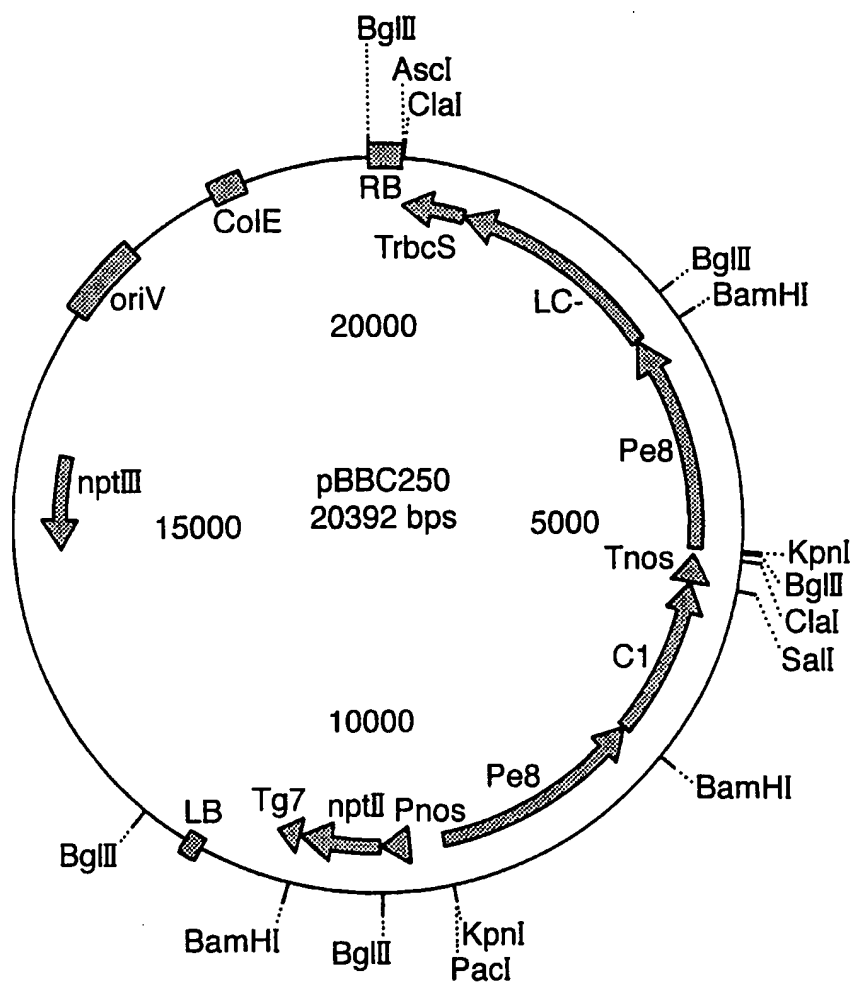 BglⅡ
AscI
ClaI
RB
ColE
TrbcS
BglⅡ
oriV
LC-
BamHI
20000
Pe8
nptⅢ
pBBC250
15000
20392 bps
5000
Tnos
KpnI
BglⅡ
ClaI
C1
SalI
10000
Pe8
BamHI
Tg7
nptⅡ
Pnos
LB
BglⅡ
BamHI
BglⅡ
KpnI
PacI